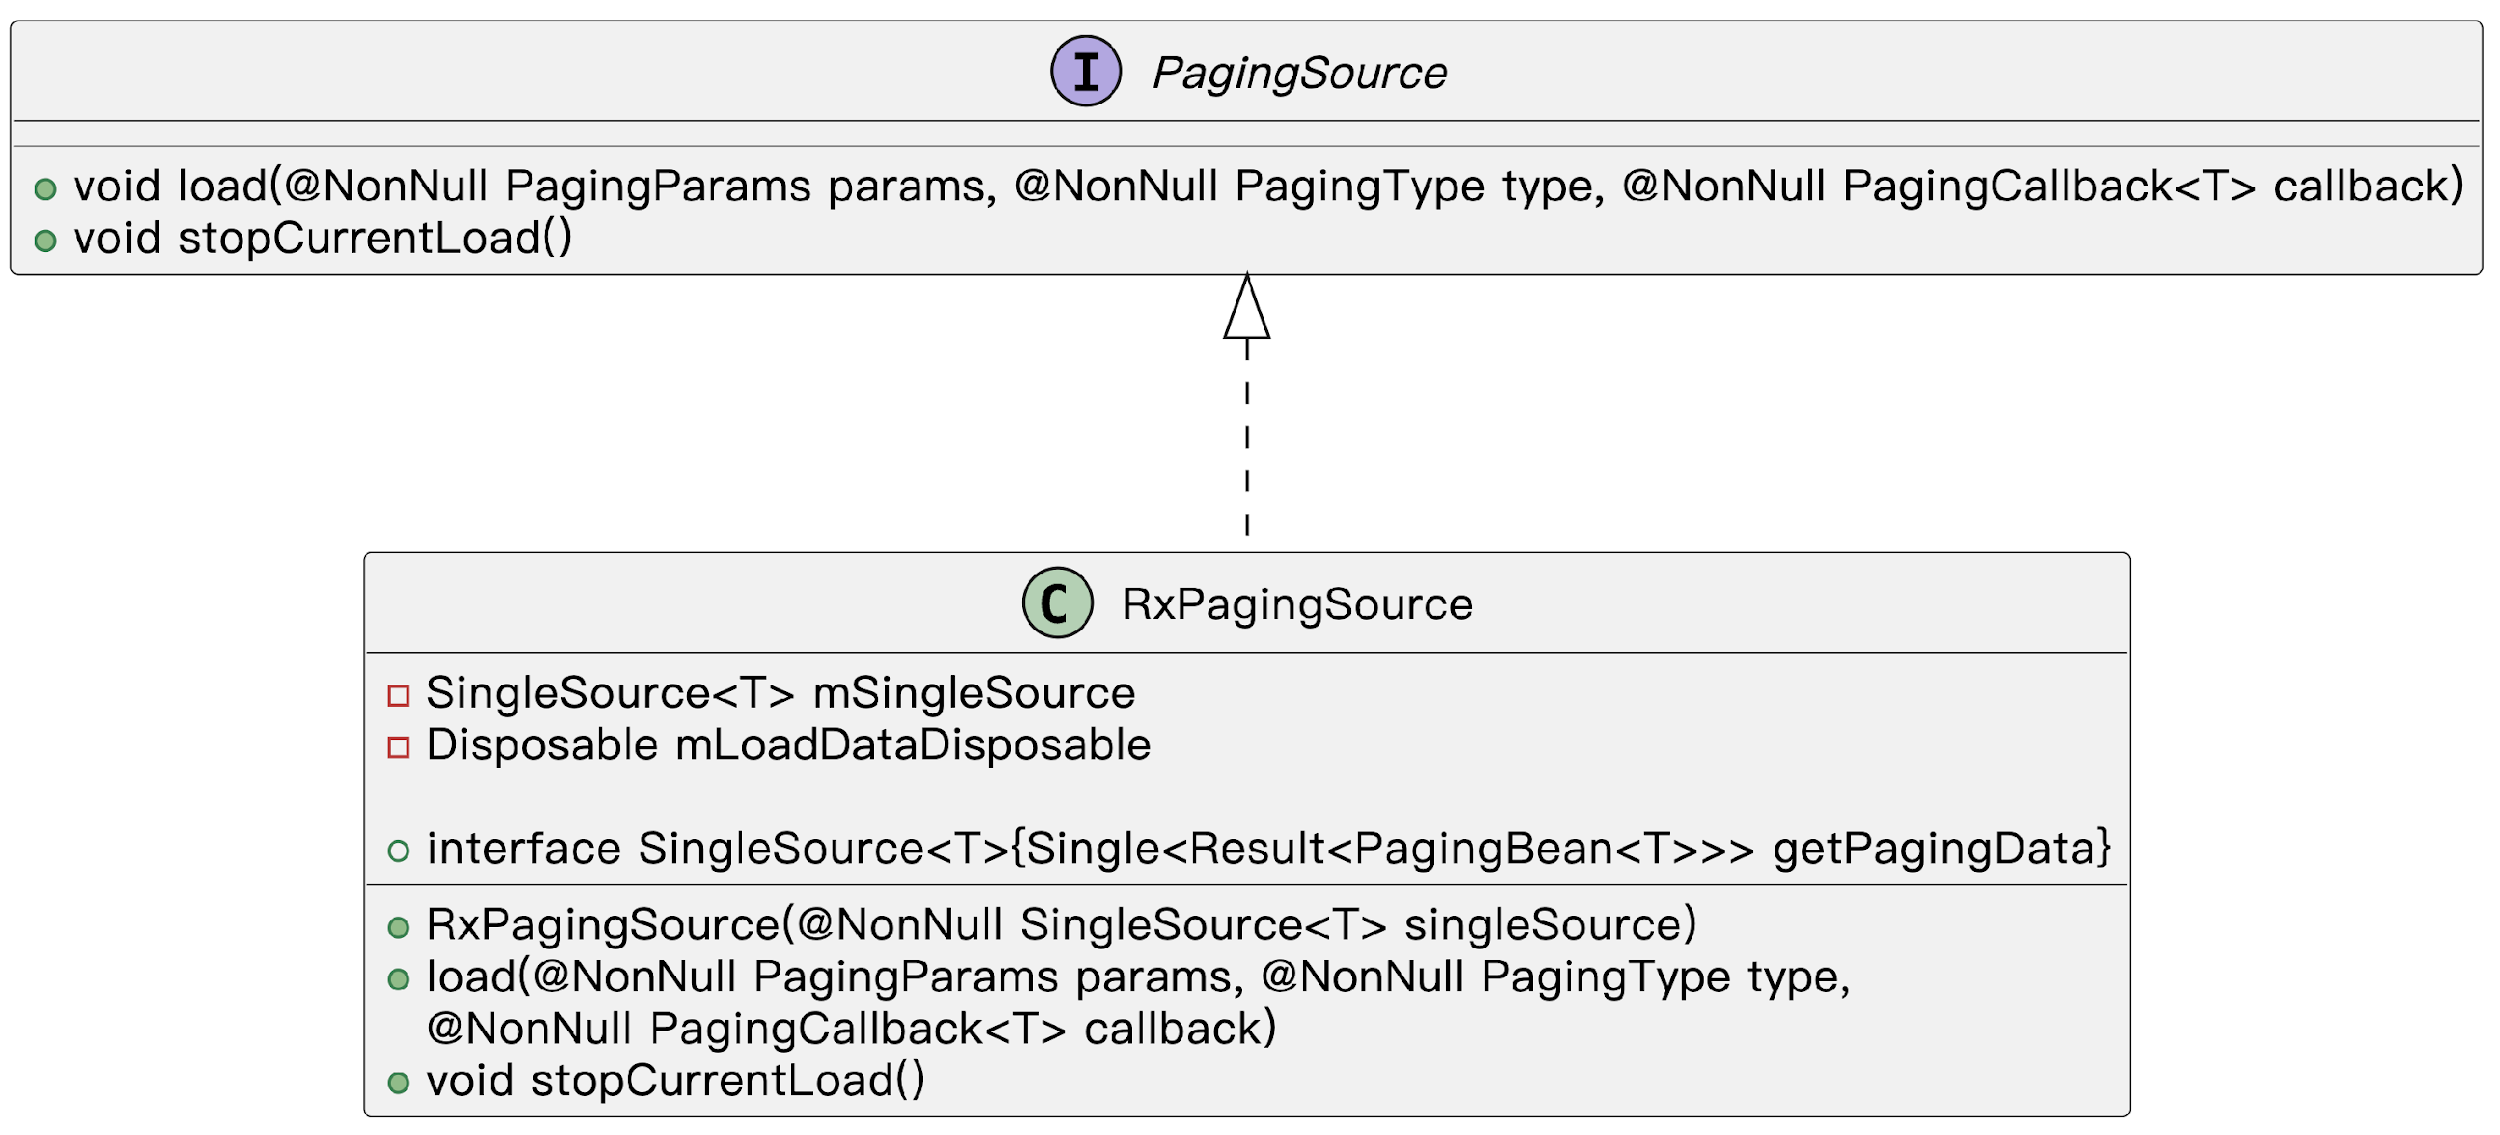 I PagingSource
void load(@NonNull PagingParams params, @NonNull PagingType type, @NonNull PagingCallback<T> callback)
void stopCurrentLoad()
C RxPagingSource
SingleSource<T> mSingleSource
Disposable mLoadDataDisposable
interface SingleSource<T>{Single<Result<PagingBean<T>>> getPagingData}
RxPagingSource(@NonNull SingleSource<T> singleSource)
load(@NonNull PagingParams params, @NonNull PagingType type,
@NonNull PagingCallback<T> callback)
void stopCurrentLoad()